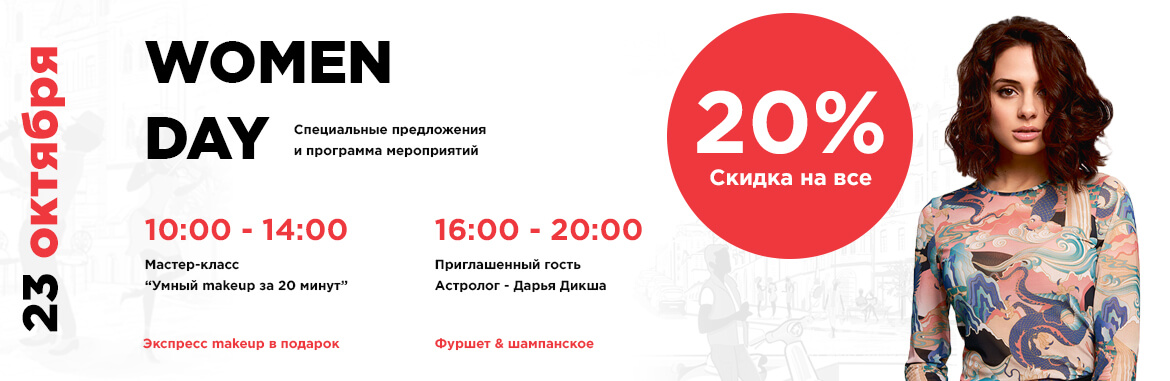 23 октября
WOMEN
DAY
Специальные предложения
и программа мероприятий
20%
Скидка на все
10:00 - 14:00
Мастер-класс
“Умный makeup за 20 минут”
Экспресс makeup в подарок
16:00 - 20:00
Приглашенный гость
Астролог - Дарья Дикша
Фуршет & шампанское